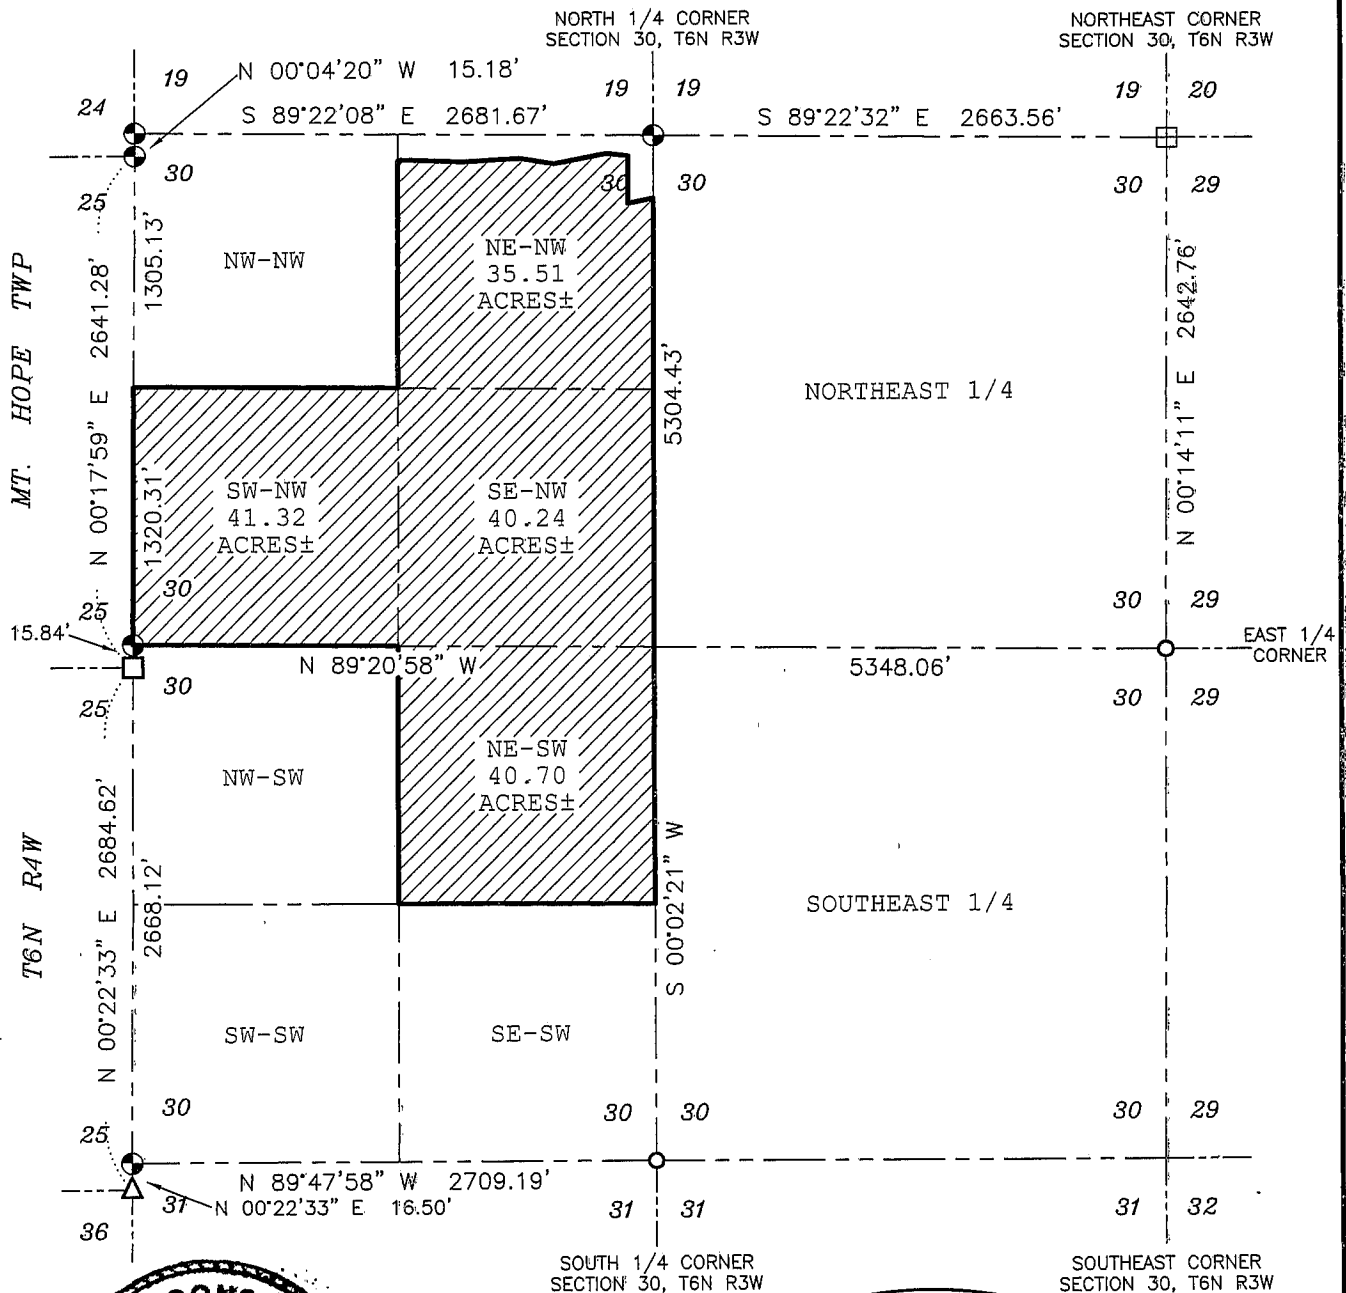 NORTH 1/4 CORNER
SECTION 30, T6N R3W
NORTHEAST CORNER
SECTION 30, T6N R3W
19
N 00°04'20" W 15.18'
24
19
19
19
20
S 89°22'08" E 2681.67'
S 89°22'32" E 2663.56'
30
30
30
30
29
25
NW-NW
NE-NW
35.51
ACRES±
1305.13'
2642.76'
MT. HOPE TWP
N 00°17'59" E 2641.28'
5304.43'
NORTHEAST 1/4
N 00°14'11" E
1320.31'
SW-NW
41.32
ACRES±
SE-NW
40.24
ACRES±
30
25
30
29
15.84'
EAST 1/4
CORNER
N 89°20'58" W
5348.06'
30
25
30
29
NW-SW
NE-SW
40.70
ACRES±
T6N R4W
N 00°22'33" E 2684.62'
2668.12'
S 00°02'21" W
SOUTHEAST 1/4
SW-SW
SE-SW
30
30
30
30
29
25
N 89°47'58" W 2709.19'
31
N 00°22'33" E 16.50'
36
31
31
31
32
SOUTH 1/4 CORNER
SECTION 30, T6N R3W
SOUTHEAST CORNER
SECTION 30, T6N R3W